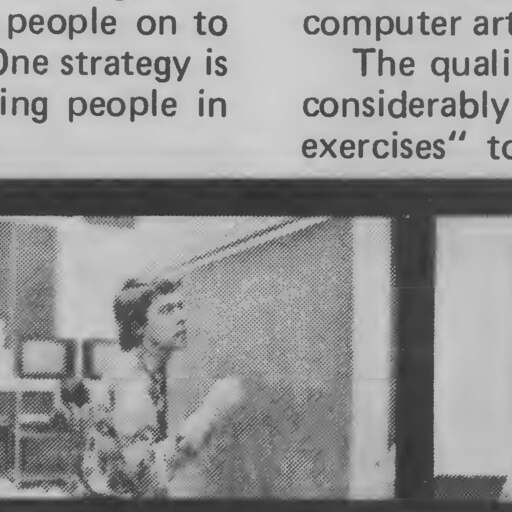 people on to
One strategy is
ing people in
computer art
The quali
considerably
exercises" to